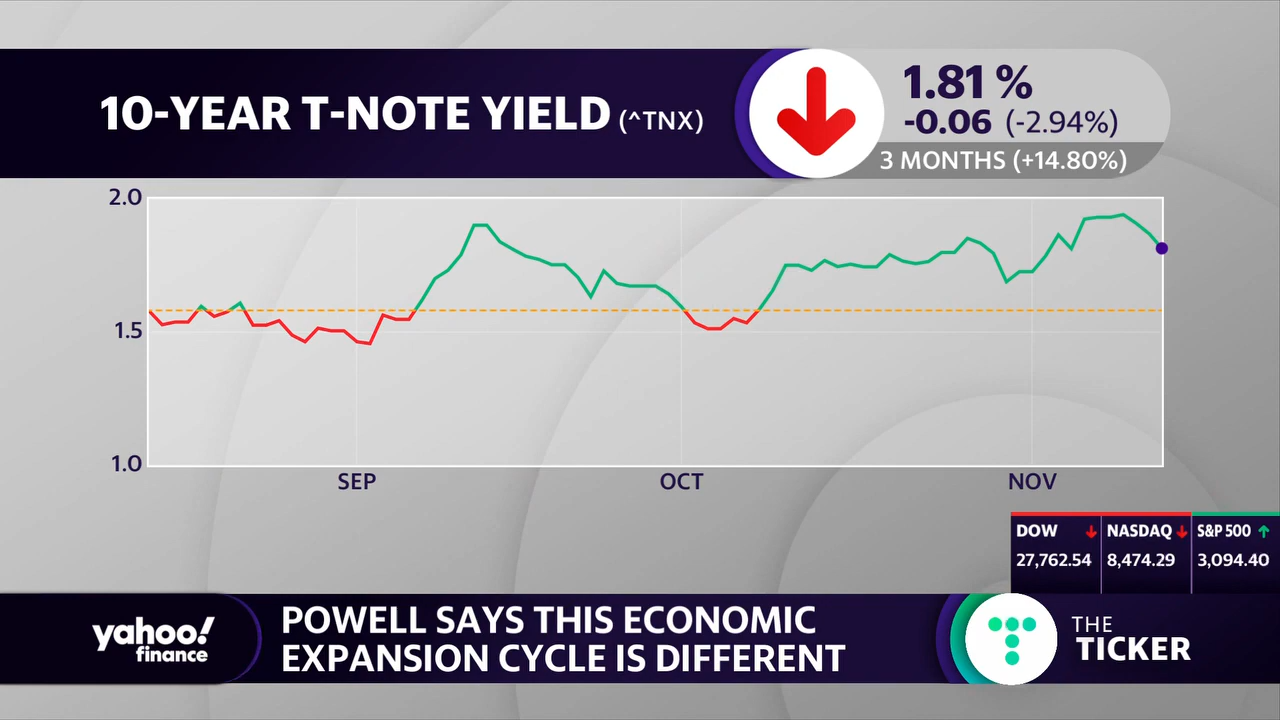 10-YEAR T-NOTE YIELD (^TNX)
1.81 %
-0.06 (-2.94%)
3 MONTHS (+14.80%)
2.0
1.5
1.0
SEP OCT NOV
DOW NASDAQ S&P 500
27,762.54 8,474.29 3,094.40
yahoo!
finance
POWELL SAYS THIS ECONOMIC
EXPANSION CYCLE IS DIFFERENT
THE
TICKER